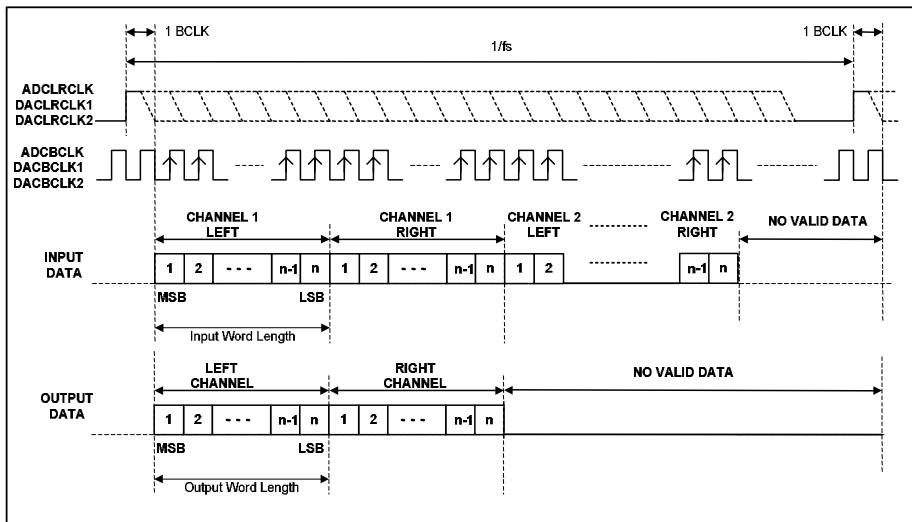 1 BCLK 1 BCLK
1/fs
ADCLRCLK
DACLRCLK1
DACLRCLK2
ADCBCLK
DACBCLK1
DACBCLK2
CHANNEL 1 LEFT CHANNEL 1 RIGHT CHANNEL 2 LEFT CHANNEL 2 RIGHT NO VALID DATA
INPUT DATA
1 2 - - - n-1 n 1 2 - - - n-1 n 1 2 n-1 n
MSB LSB
Input Word Length
LEFT CHANNEL RIGHT CHANNEL NO VALID DATA
OUTPUT DATA
1 2 - - - n-1 n 1 2 - - - n-1 n
MSB LSB
Output Word Length